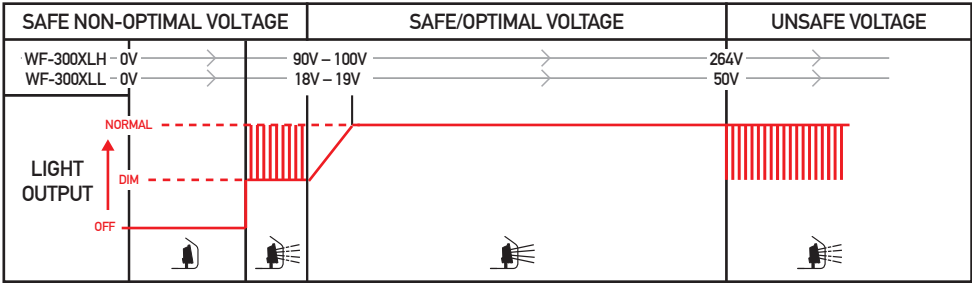 SAFE NON-OPTIMAL VOLTAGE
SAFE/OPTIMAL VOLTAGE
UNSAFE VOLTAGE
WF-300XLH 0V 90V – 100V 264V
WF-300XLL 0V 18V – 19V 50V
NORMAL
LIGHT
OUTPUT
DIM
OFF